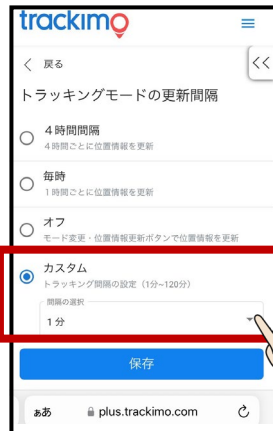 trackimo
<<
戻る
トラッキングモードの更新間隔
4時間間隔
4時間ごとに位置情報を更新
毎時
1時間ごとに位置情報を更新
オフ
モード変更・位置情報更新ボタンで位置情報を更新
カスタム
トラッキング間隔の設定（1分~120分）
間隔の選択
1分
保存
ぁあ plus.trackimo.com